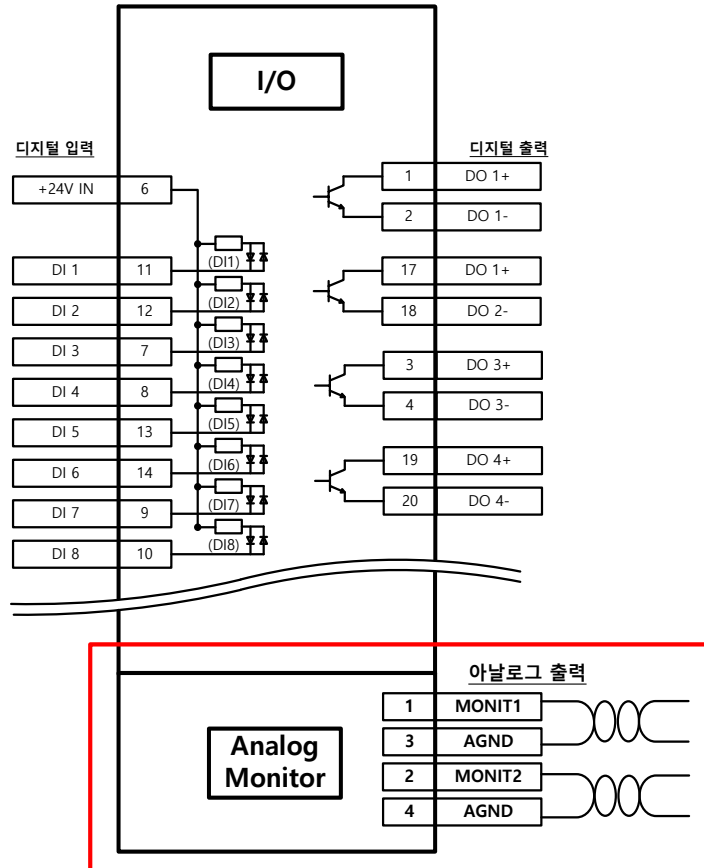 I/O
디지털 입력
+24V IN 6
DI 1 11
DI 2 12
DI 3 7
DI 4 8
DI 5 13
DI 6 14
DI 7 9
DI 8 10
(DI1)
(DI2)
(DI3)
(DI4)
(DI5)
(DI6)
(DI7)
(DI8)
디지털 출력
1 DO 1+
2 DO 1-
17 DO 1+
18 DO 2-
3 DO 3+
4 DO 3-
19 DO 4+
20 DO 4-
Analog
Monitor
아날로그 출력
1 MONIT1
3 AGND
2 MONIT2
4 AGND